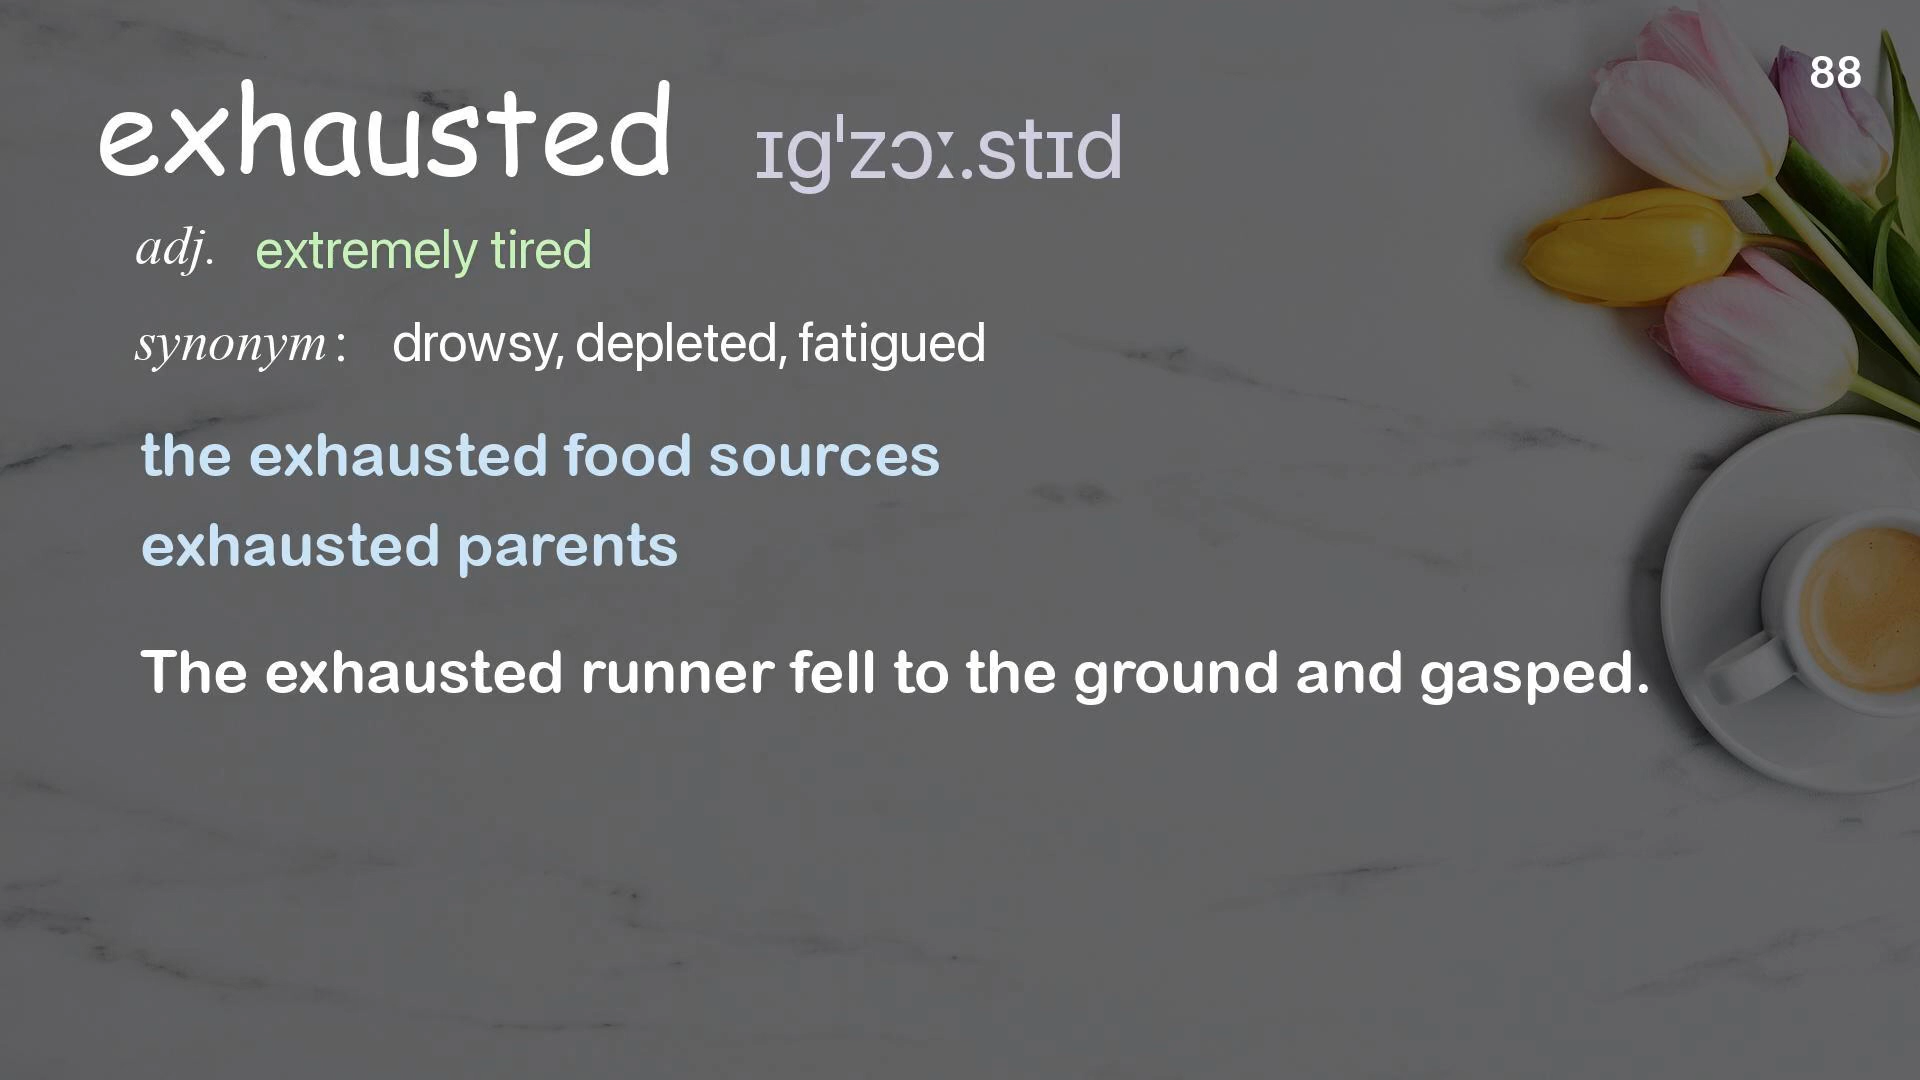 88
exhausted ɪɡˈzɔː.stɪd
adj. extremely tired
synonym : drowsy, depleted, fatigued
the exhausted food sources
exhausted parents
The exhausted runner fell to the ground and gasped.